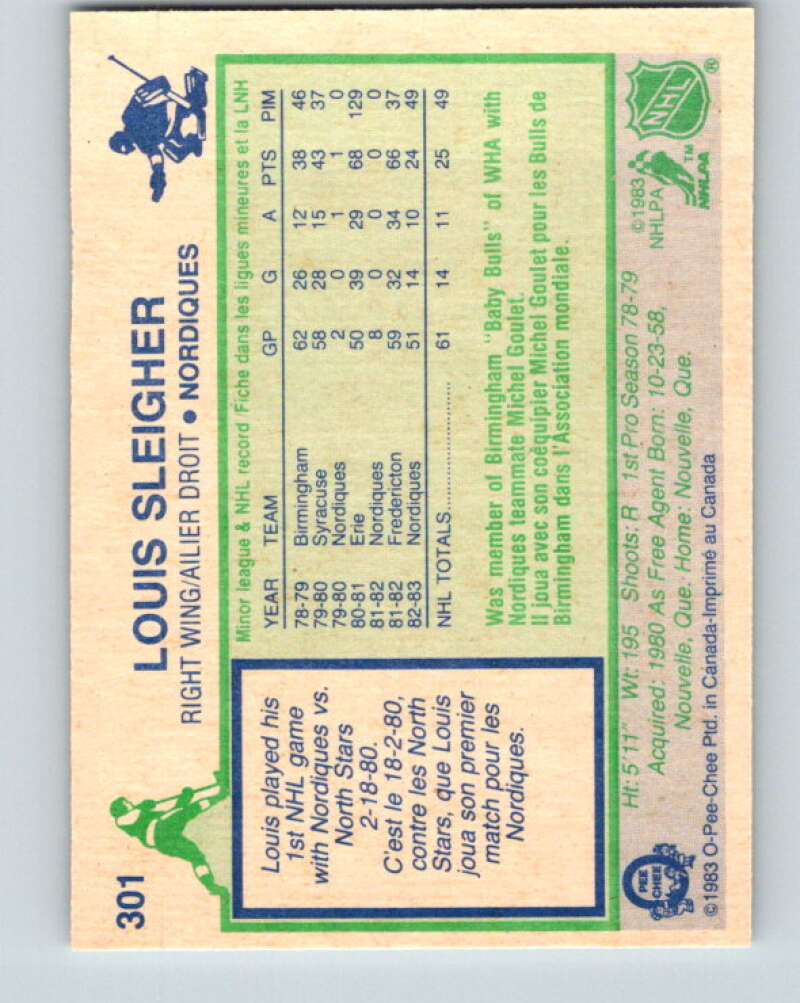 301
LOUIS SLEIGHER
RIGHT WING/AILIER DROIT • NORDIQUES
Louis played his
1st NHL game
with Nordiques vs.
North Stars
2-18-80.
C'est le 18-2-80,
contre les North
Stars, que Louis
joua son premier
match pour les
Nordiques.
Minor league & NHL record Fiche dans les ligues mineures et la LNH
YEAR TEAM GP G A PTS PIM
78-79 Birmingham 62 26 12 38 46
79-80 Syracuse 58 28 15 43 37
79-80 Nordiques 2 0 1 1 0
80-81 Erie 50 39 29 68 129
81-82 Nordiques 8 0 0 0 0
81-82 Fredericton 59 32 34 66 37
82-83 Nordiques 51 14 10 24 49
NHL TOTALS 61 14 11 25 49
Was member of Birmingham "Baby Bulls" of WHA with
Nordiques teammate Michel Goulet.
Il joua avec son coéquipier Michel Goulet pour les Bulls de
Birmingham dans l'Association mondiale.
Ht: 5'11" Wt: 195 Shoots: R 1st Pro Season 78-79
Acquired: 1980 As Free Agent Born: 10-23-58,
Nouvelle, Que. Home: Nouvelle, Que.
©1983
NHLPA
NHLPA
TM
NHL
®
PEE
CHEE
©1983 O-Pee-Chee Ptd. in Canada-Imprimé au Canada